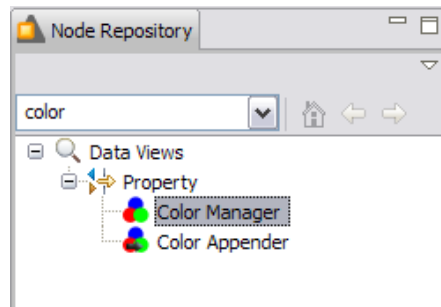 Node Repository
color
Data Views
Property
Color Manager
Color Appender